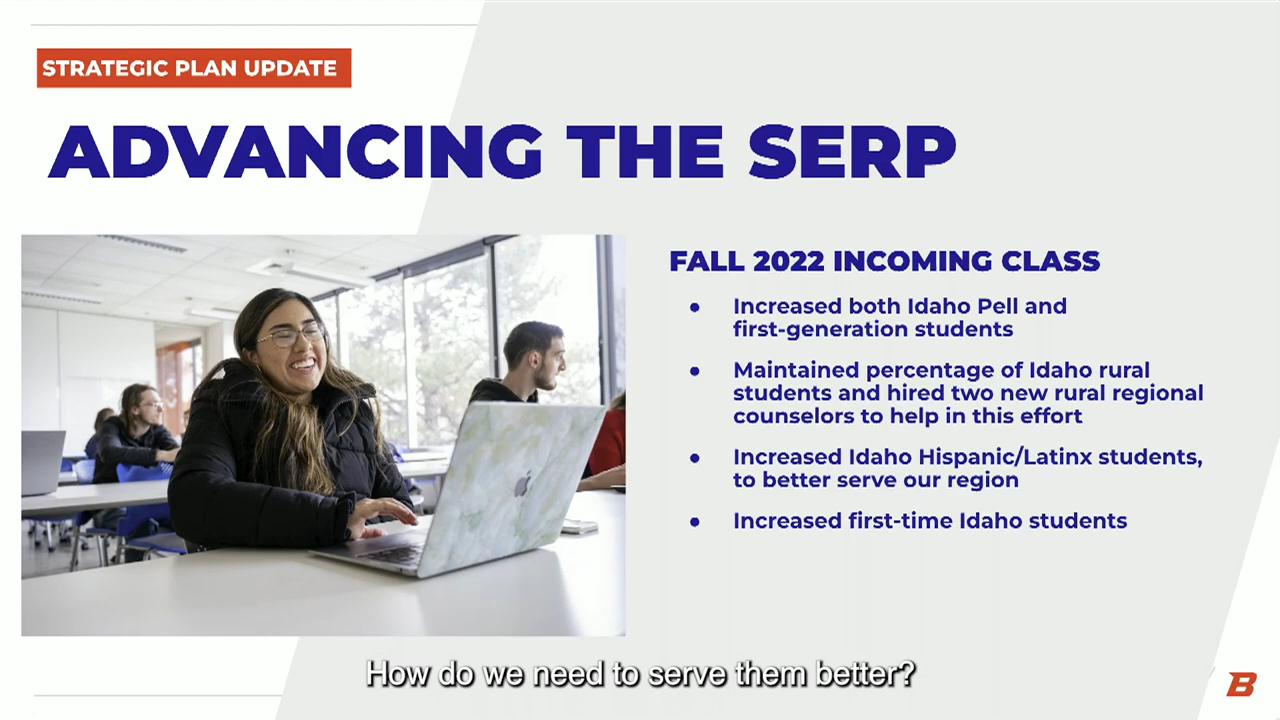 STRATEGIC PLAN UPDATE
ADVANCING THE SERP
FALL 2022 INCOMING CLASS
● Increased both Idaho Pell and
first-generation students
● Maintained percentage of Idaho rural
students and hired two new rural regional
counselors to help in this effort
● Increased Idaho Hispanic/Latinx students,
to better serve our region
● Increased first-time Idaho students
How do we need to serve them better?
B